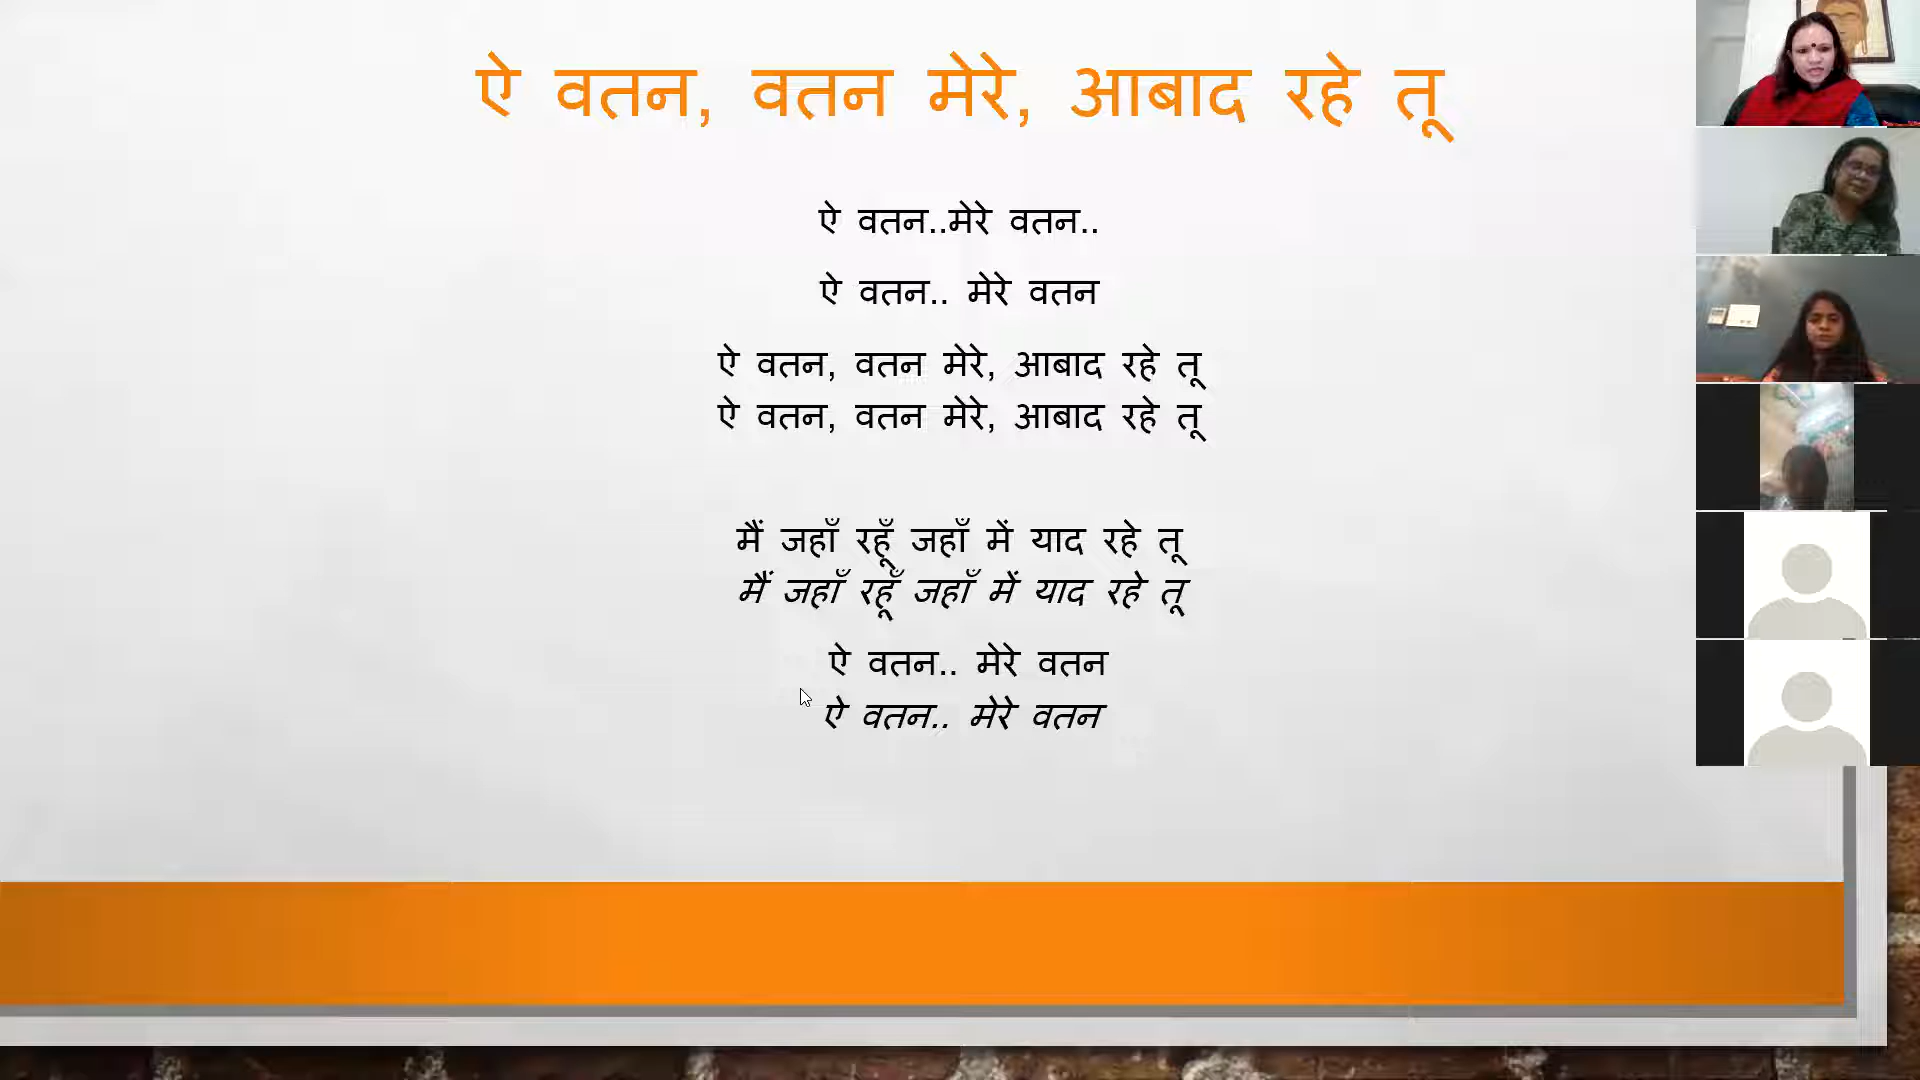 ऐ वतन, वतन मेरे, आबाद रहे तू
ऐ वतन..मेरे वतन..
ऐ वतन.. मेरे वतन
ऐ वतन, वतन मेरे, आबाद रहे तू
ऐ वतन, वतन मेरे, आबाद रहे तू
मैं जहाँ रहूँ जहाँ में याद रहे तू
मैं जहाँ रहूँ जहाँ में याद रहे तू
ऐ वतन.. मेरे वतन
ऐ वतन.. मेरे वतन